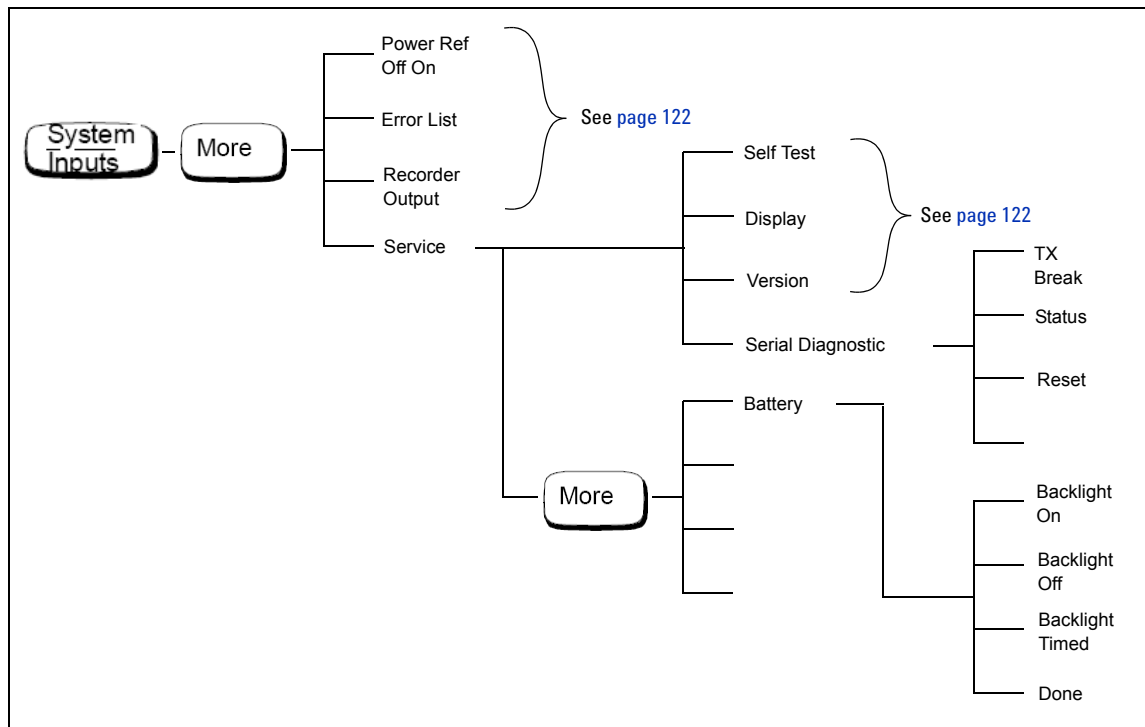 Power Ref
Off On
System
Inputs
More
Error List
See page 122
Recorder
Output
Service
Self Test
Display
Version
See page 122
Serial Diagnostic
TX
Break
Status
Reset
Battery
More
Backlight
On
Backlight
Off
Backlight
Timed
Done